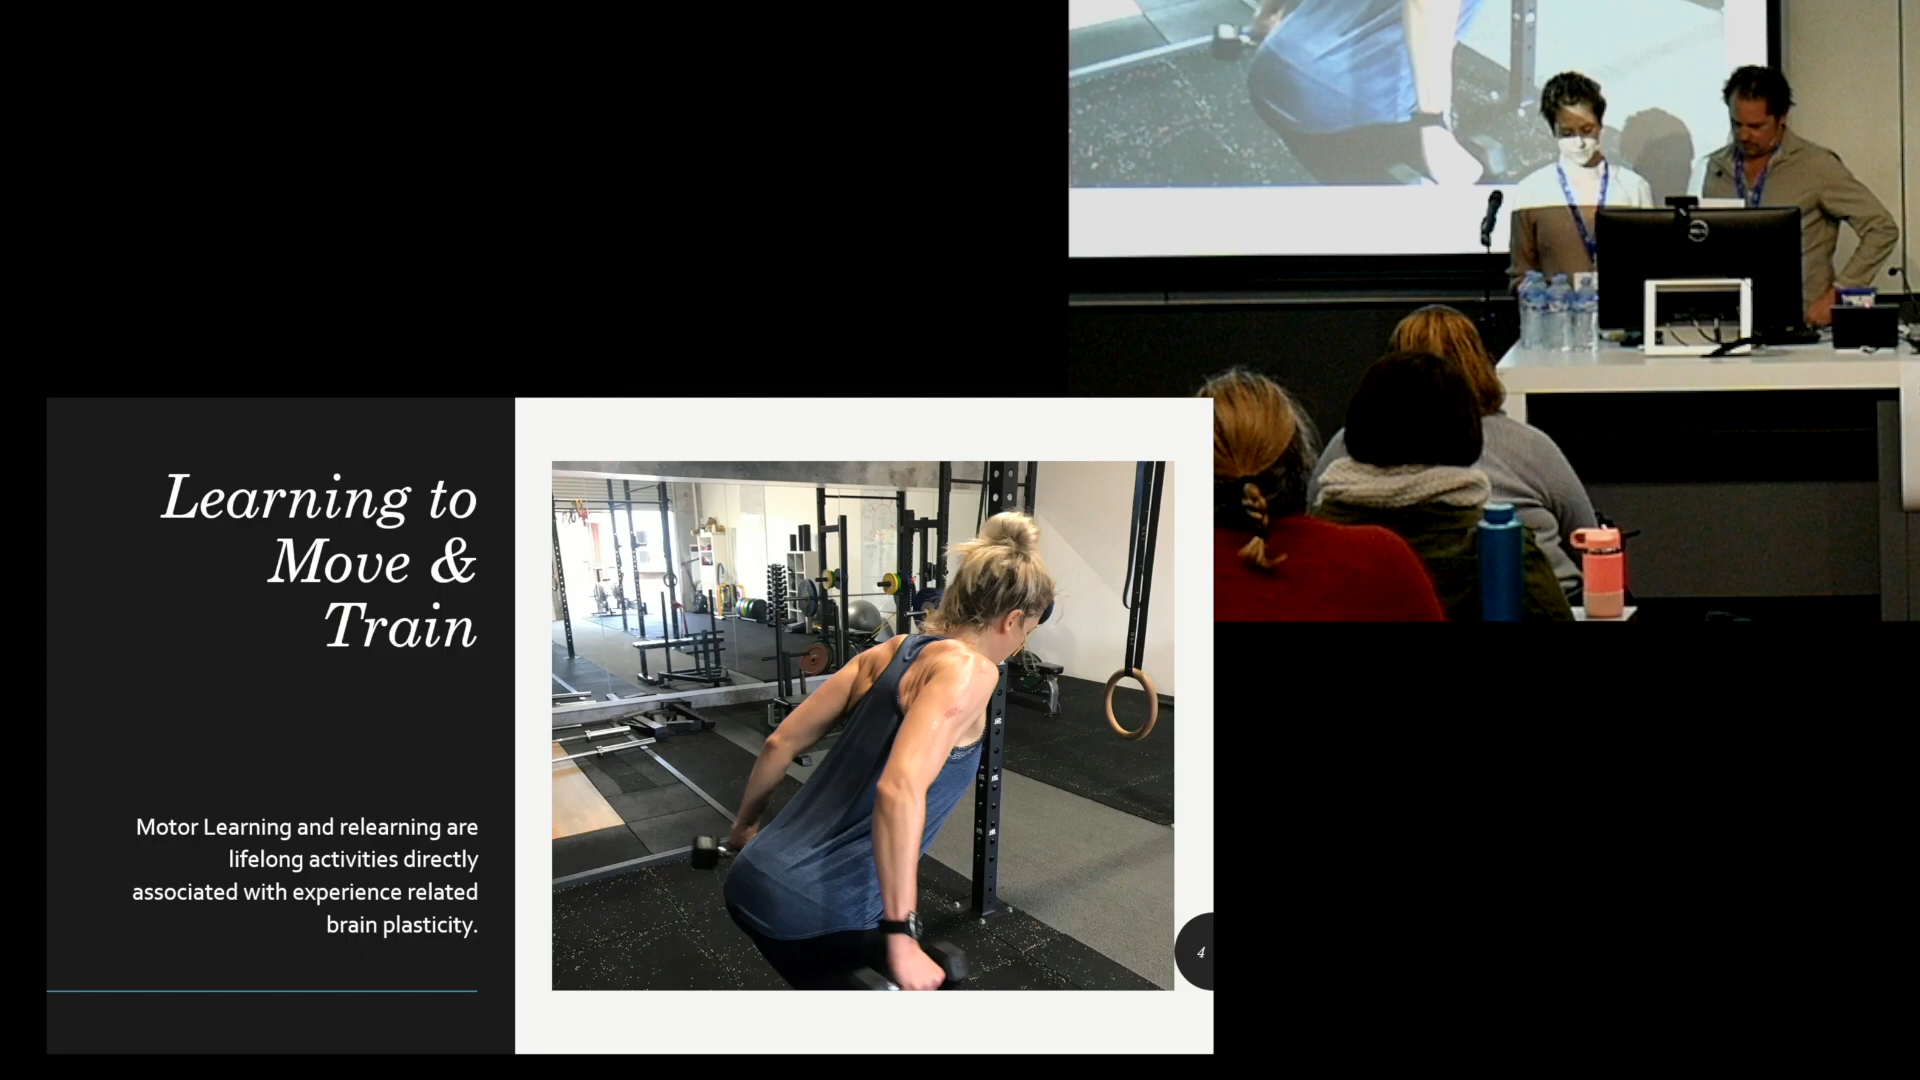 Learning to
Move &
Train
Motor Learning and relearning are
lifelong activities directly
associated with experience related
brain plasticity.
4